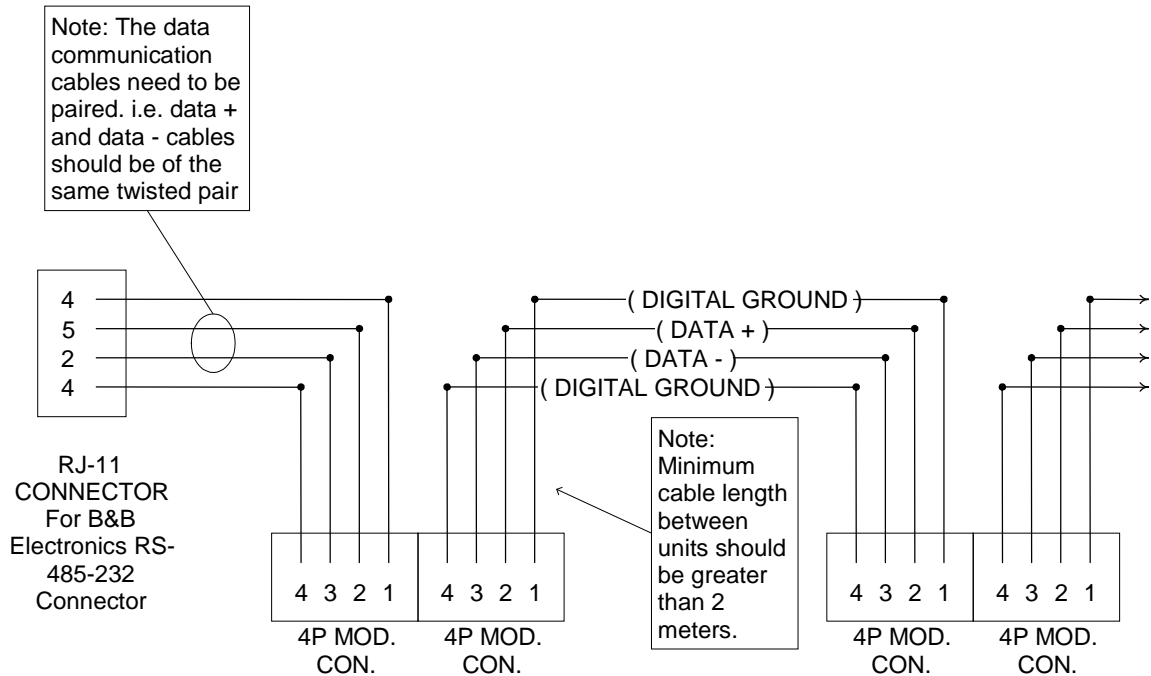 Note: The data
communication
cables need to be
paired. i.e. data +
and data - cables
should be of the
same twisted pair
4
5
2
4
RJ-11
CONNECTOR
For B&B
Electronics RS-
485-232
Connector
( DIGITAL GROUND )
( DATA + )
( DATA - )
( DIGITAL GROUND )
Note:
Minimum
cable length
between
units should
be greater
than 2
meters.
4 3 2 1
4 3 2 1
4 3 2 1
4 3 2 1
4P MOD.
CON.
4P MOD.
CON.
4P MOD.
CON.
4P MOD.
CON.